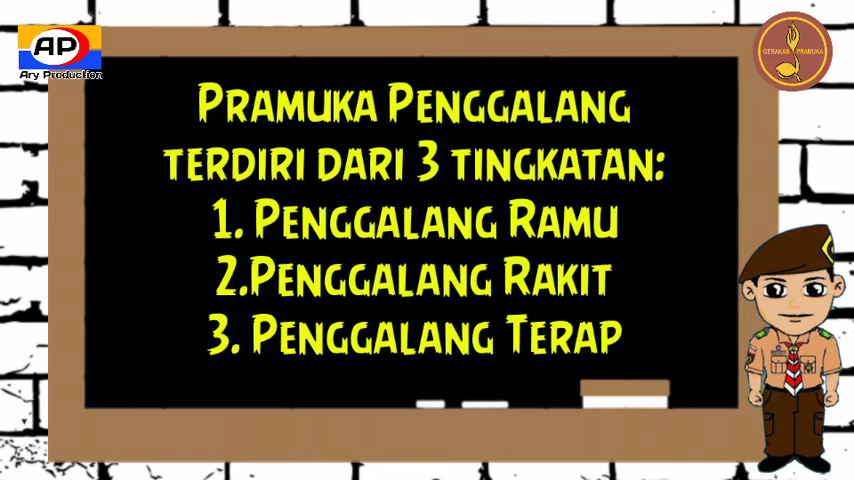 AP
Ary Production
GERAKAN PRAMUKA
PRAMUKA PENGGALANG
TERDIRI DARI 3 TINGKATAN:
1. PENGGALANG RAMU
2.PENGGALANG RAKIT
3. PENGGALANG TERAP